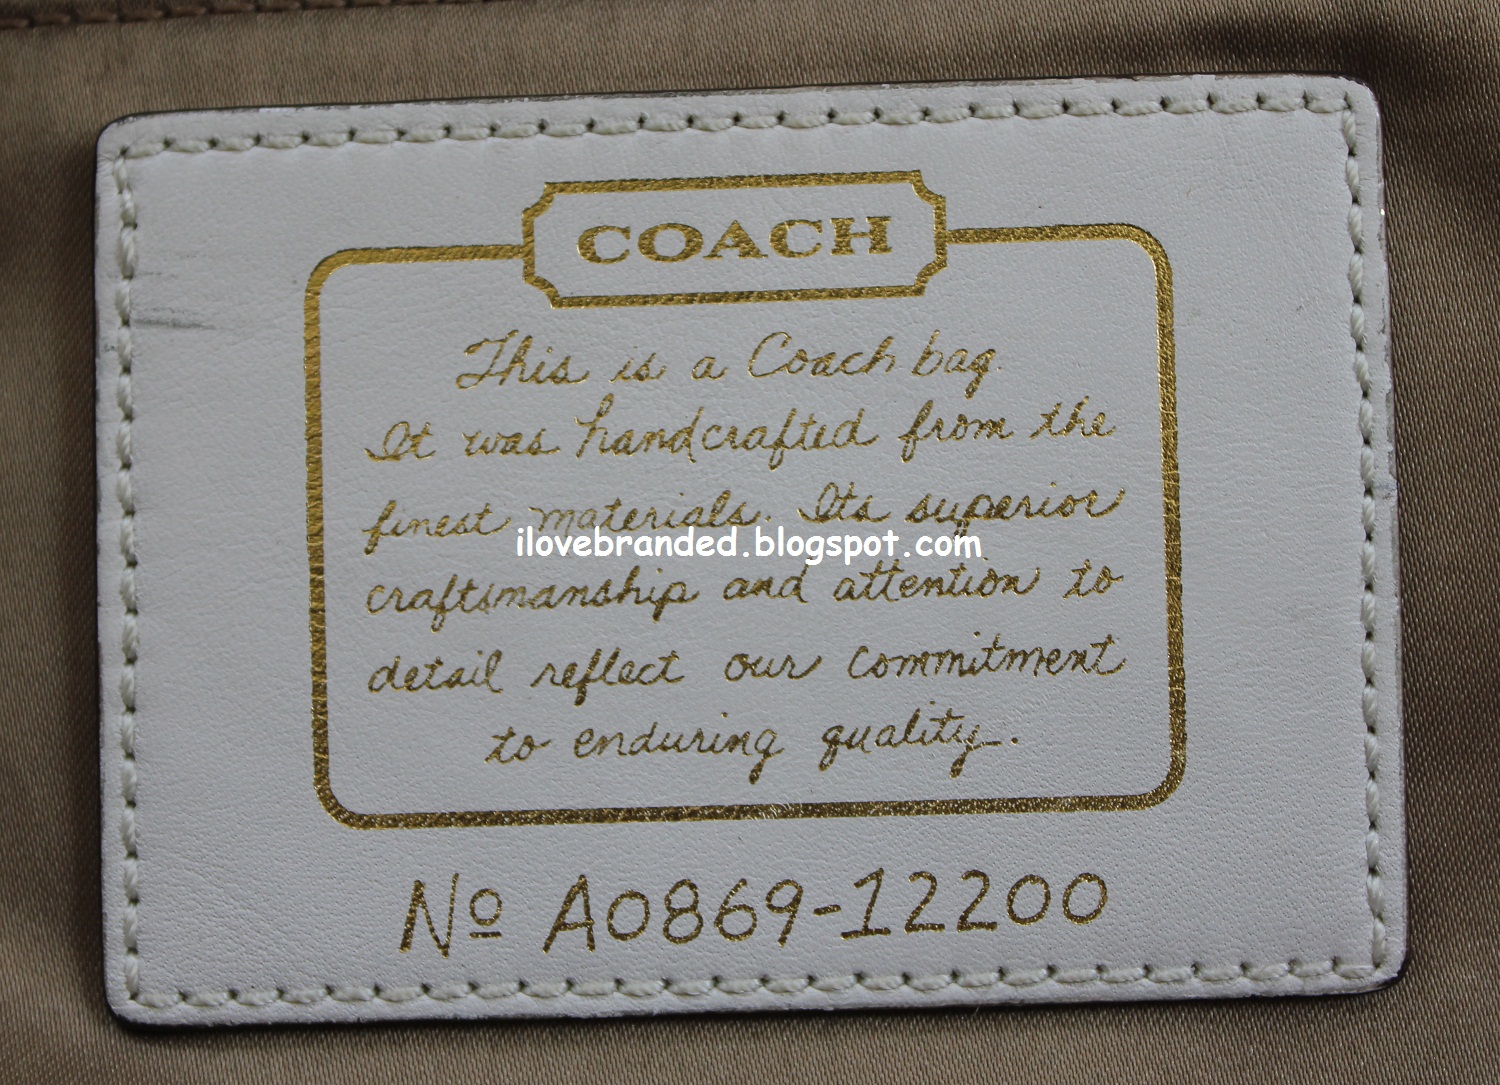 COACH
This is a Coach bag.
It was handcrafted from the
finest materials. Its superior
ilovebranded.blogspot.com
craftsmanship and attention to
detail reflect our commitment
to enduring quality.
Nº A0869-12200